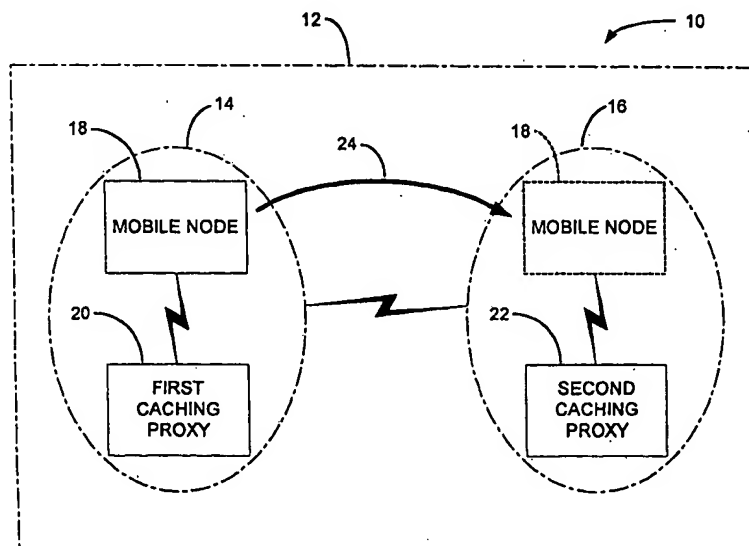 12
10
14
16
18
24
18
MOBILE NODE
MOBILE NODE
20
22
FIRST
CACHING
PROXY
SECOND
CACHING
PROXY